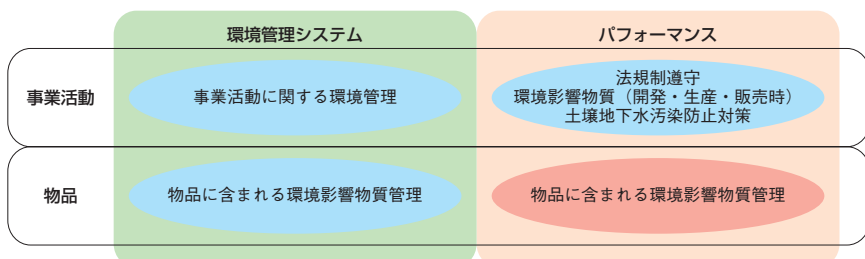 環境管理システム
パフォーマンス
事業活動
事業活動に関する環境管理
法規制遵守
環境影響物質（開発・生産・販売時）
土壌地下水汚染防止対策
物品
物品に含まれる環境影響物質管理
物品に含まれる環境影響物質管理